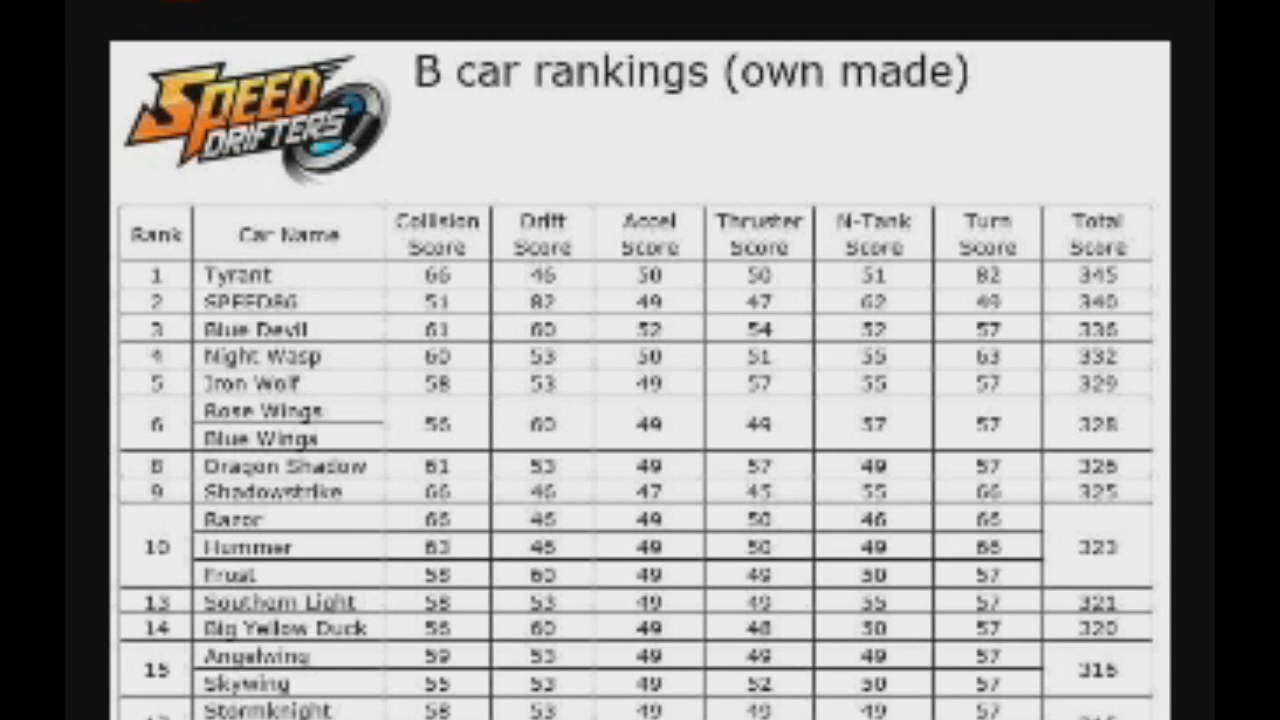 SPEED
DRIFTERS
B car rankings (own made)
Rank Car Name Collision Score Drift Score Accel Score Thruster Score N-Tank Score Turn Score Total Score
1 Tyrant 66 46 50 50 51 82 345
2 SPEED86 51 82 49 47 62 49 340
3 Blue Devil 61 60 52 54 52 57 336
4 Night Wasp 60 53 50 51 55 63 332
5 Iron Wolf 58 53 49 57 55 57 329
6 Rose Wings 56 60 49 49 57 57 328
Blue Wings
8 Dragon Shadow 61 53 49 57 49 57 326
9 Shadowstrike 66 46 47 45 55 66 325
Razor 66 46 49 50 46 66
10 Hummer 63 46 49 50 49 66 323
Frust 58 60 49 49 50 57
13 Southern Light 58 53 49 49 55 57 321
14 Big Yellow Duck 56 60 49 48 50 57 320
15 Angelwing 59 53 49 49 49 57 316
Skywing 55 53 49 52 50 57
Stormknight 58 53 49 49 49 57